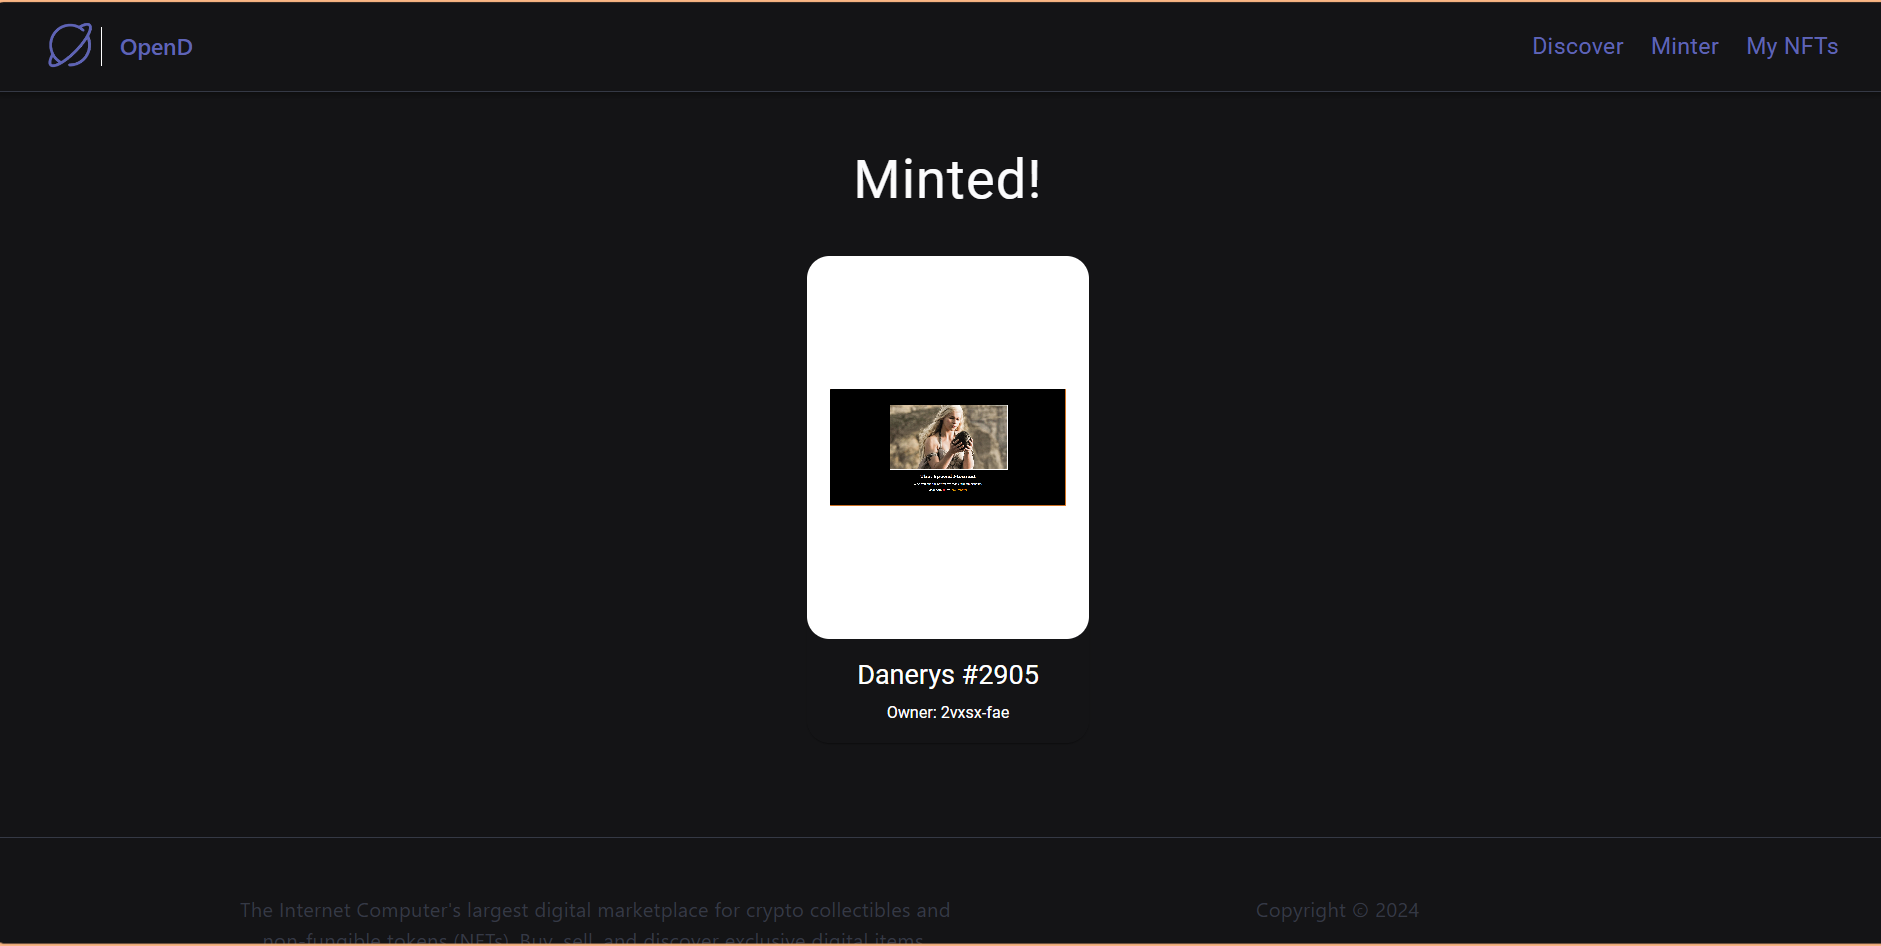 OpenD
Discover Minter My NFTs
Minted!
Danerys #2905
Owner: 2vxsx-fae
The Internet Computer's largest digital marketplace for crypto collectibles and
non-fungible tokens (NFTs). Buy, sell, and discover exclusive digital items.
Copyright © 2024